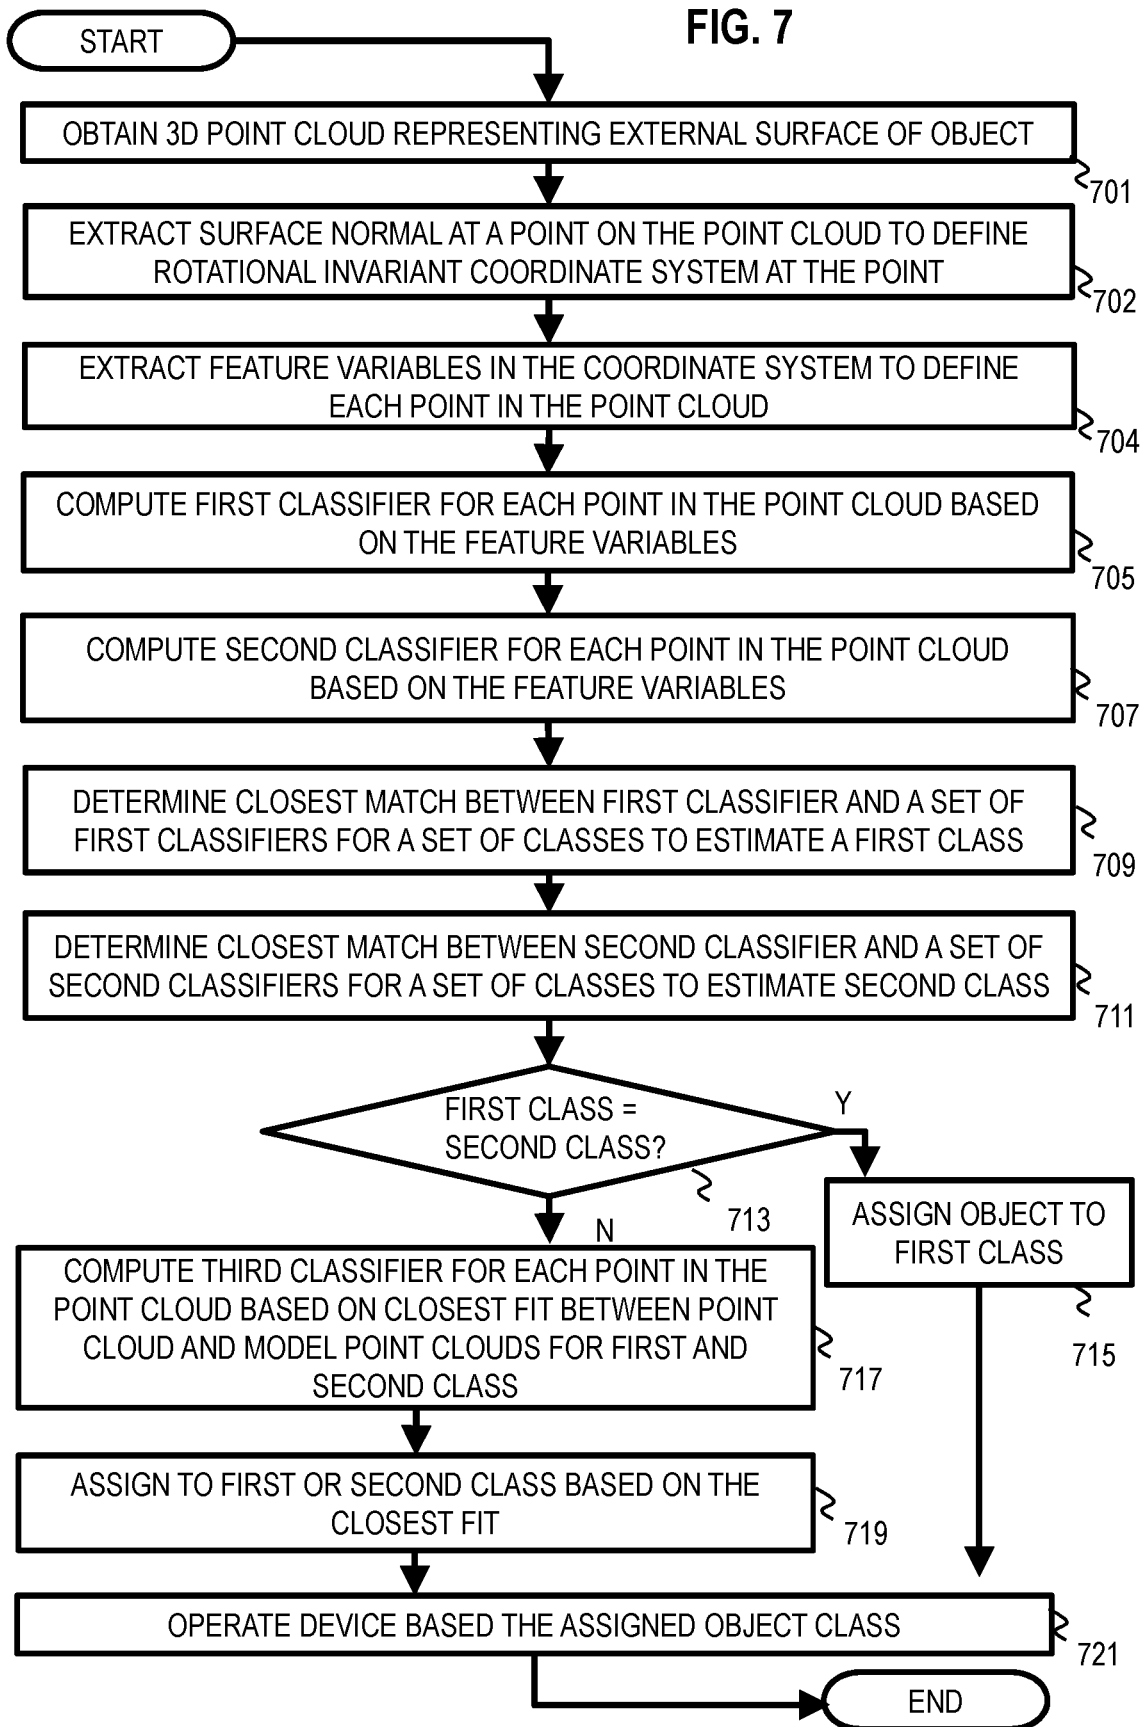 FIG. 7
START
OBTAIN 3D POINT CLOUD REPRESENTING EXTERNAL SURFACE OF OBJECT
701
EXTRACT SURFACE NORMAL AT A POINT ON THE POINT CLOUD TO DEFINE
ROTATIONAL INVARIANT COORDINATE SYSTEM AT THE POINT
702
EXTRACT FEATURE VARIABLES IN THE COORDINATE SYSTEM TO DEFINE
EACH POINT IN THE POINT CLOUD
704
COMPUTE FIRST CLASSIFIER FOR EACH POINT IN THE POINT CLOUD BASED
ON THE FEATURE VARIABLES
705
COMPUTE SECOND CLASSIFIER FOR EACH POINT IN THE POINT CLOUD
BASED ON THE FEATURE VARIABLES
707
DETERMINE CLOSEST MATCH BETWEEN FIRST CLASSIFIER AND A SET OF
FIRST CLASSIFIERS FOR A SET OF CLASSES TO ESTIMATE A FIRST CLASS
709
DETERMINE CLOSEST MATCH BETWEEN SECOND CLASSIFIER AND A SET OF
SECOND CLASSIFIERS FOR A SET OF CLASSES TO ESTIMATE SECOND CLASS
711
FIRST CLASS =
SECOND CLASS?
Y
713
N
ASSIGN OBJECT TO
FIRST CLASS
715
COMPUTE THIRD CLASSIFIER FOR EACH POINT IN THE
POINT CLOUD BASED ON CLOSEST FIT BETWEEN POINT
CLOUD AND MODEL POINT CLOUDS FOR FIRST AND
SECOND CLASS
717
ASSIGN TO FIRST OR SECOND CLASS BASED ON THE
CLOSEST FIT
719
OPERATE DEVICE BASED THE ASSIGNED OBJECT CLASS
721
END